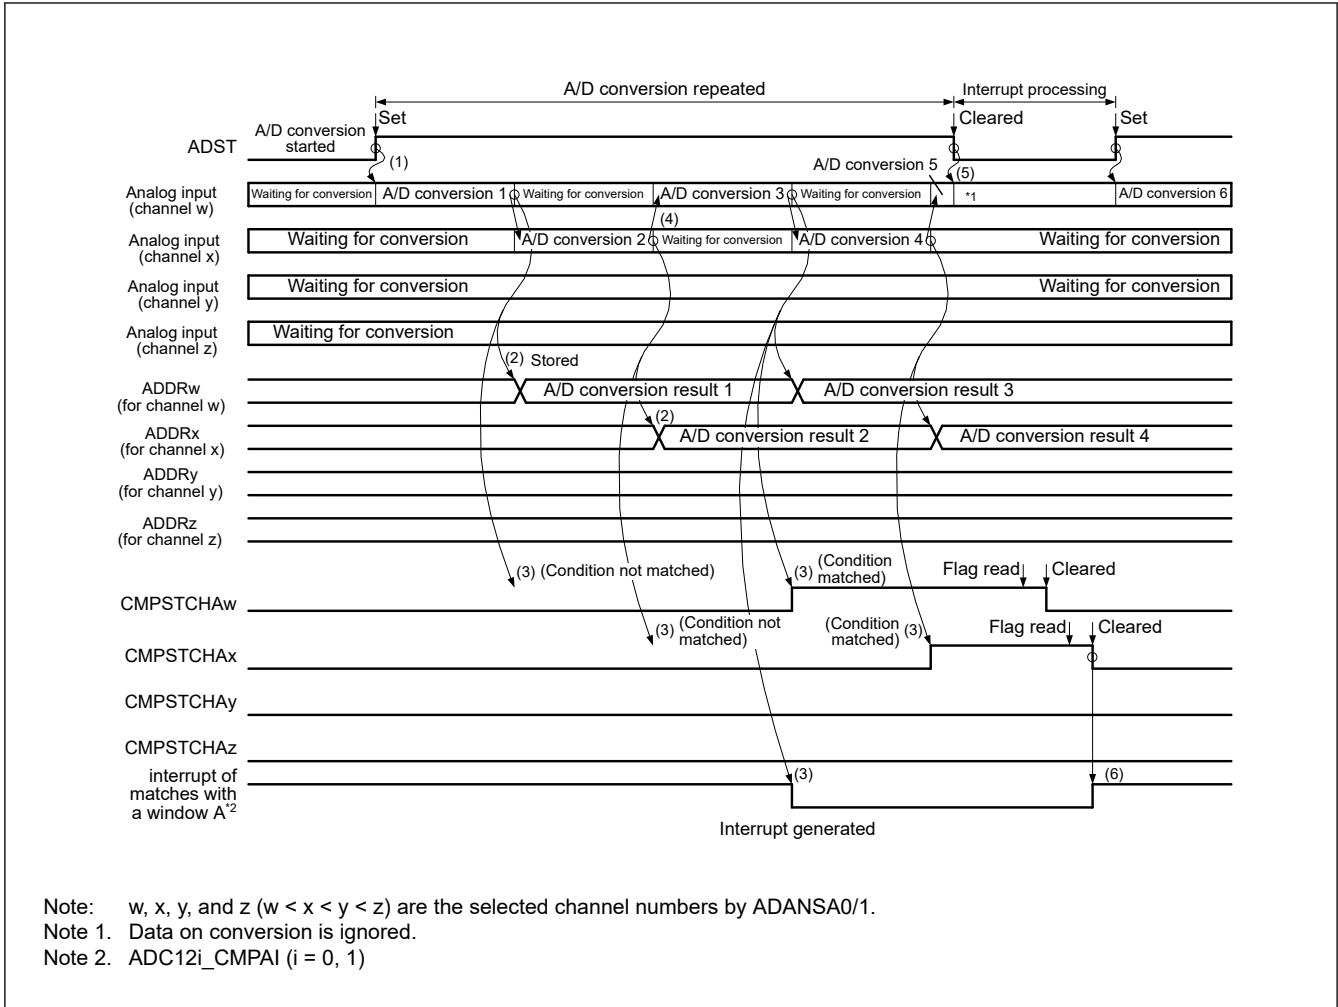 A/D conversion repeated
Interrupt processing
Set
Cleared
Set
A/D conversion
started
ADST
(1)
A/D conversion 5
(5)
Analog input
(channel w)
Waiting for conversion
A/D conversion 1
Waiting for conversion
A/D conversion 3
Waiting for conversion
*1
A/D conversion 6
(4)
Analog input
(channel x)
Waiting for conversion
A/D conversion 2
Waiting for conversion
A/D conversion 4
Waiting for conversion
Analog input
(channel y)
Waiting for conversion
Waiting for conversion
Analog input
(channel z)
Waiting for conversion
(2) Stored
ADDRw
(for channel w)
A/D conversion result 1
A/D conversion result 3
(2)
ADDRx
(for channel x)
A/D conversion result 2
A/D conversion result 4
ADDRy
(for channel y)
ADDRz
(for channel z)
(3) (Condition not matched)
(3) (Condition
matched)
Flag read
Cleared
CMPSTCHAw
(3) (Condition not
matched)
(Condition
matched) (3)
Flag read
Cleared
CMPSTCHAx
CMPSTCHAy
CMPSTCHAz
interrupt of
matches with
a window A*2
(3)
(6)
Interrupt generated
Note: w, x, y, and z (w < x < y < z) are the selected channel numbers by ADANSA0/1.
Note 1. Data on conversion is ignored.
Note 2. ADC12i_CMPAI (i = 0, 1)